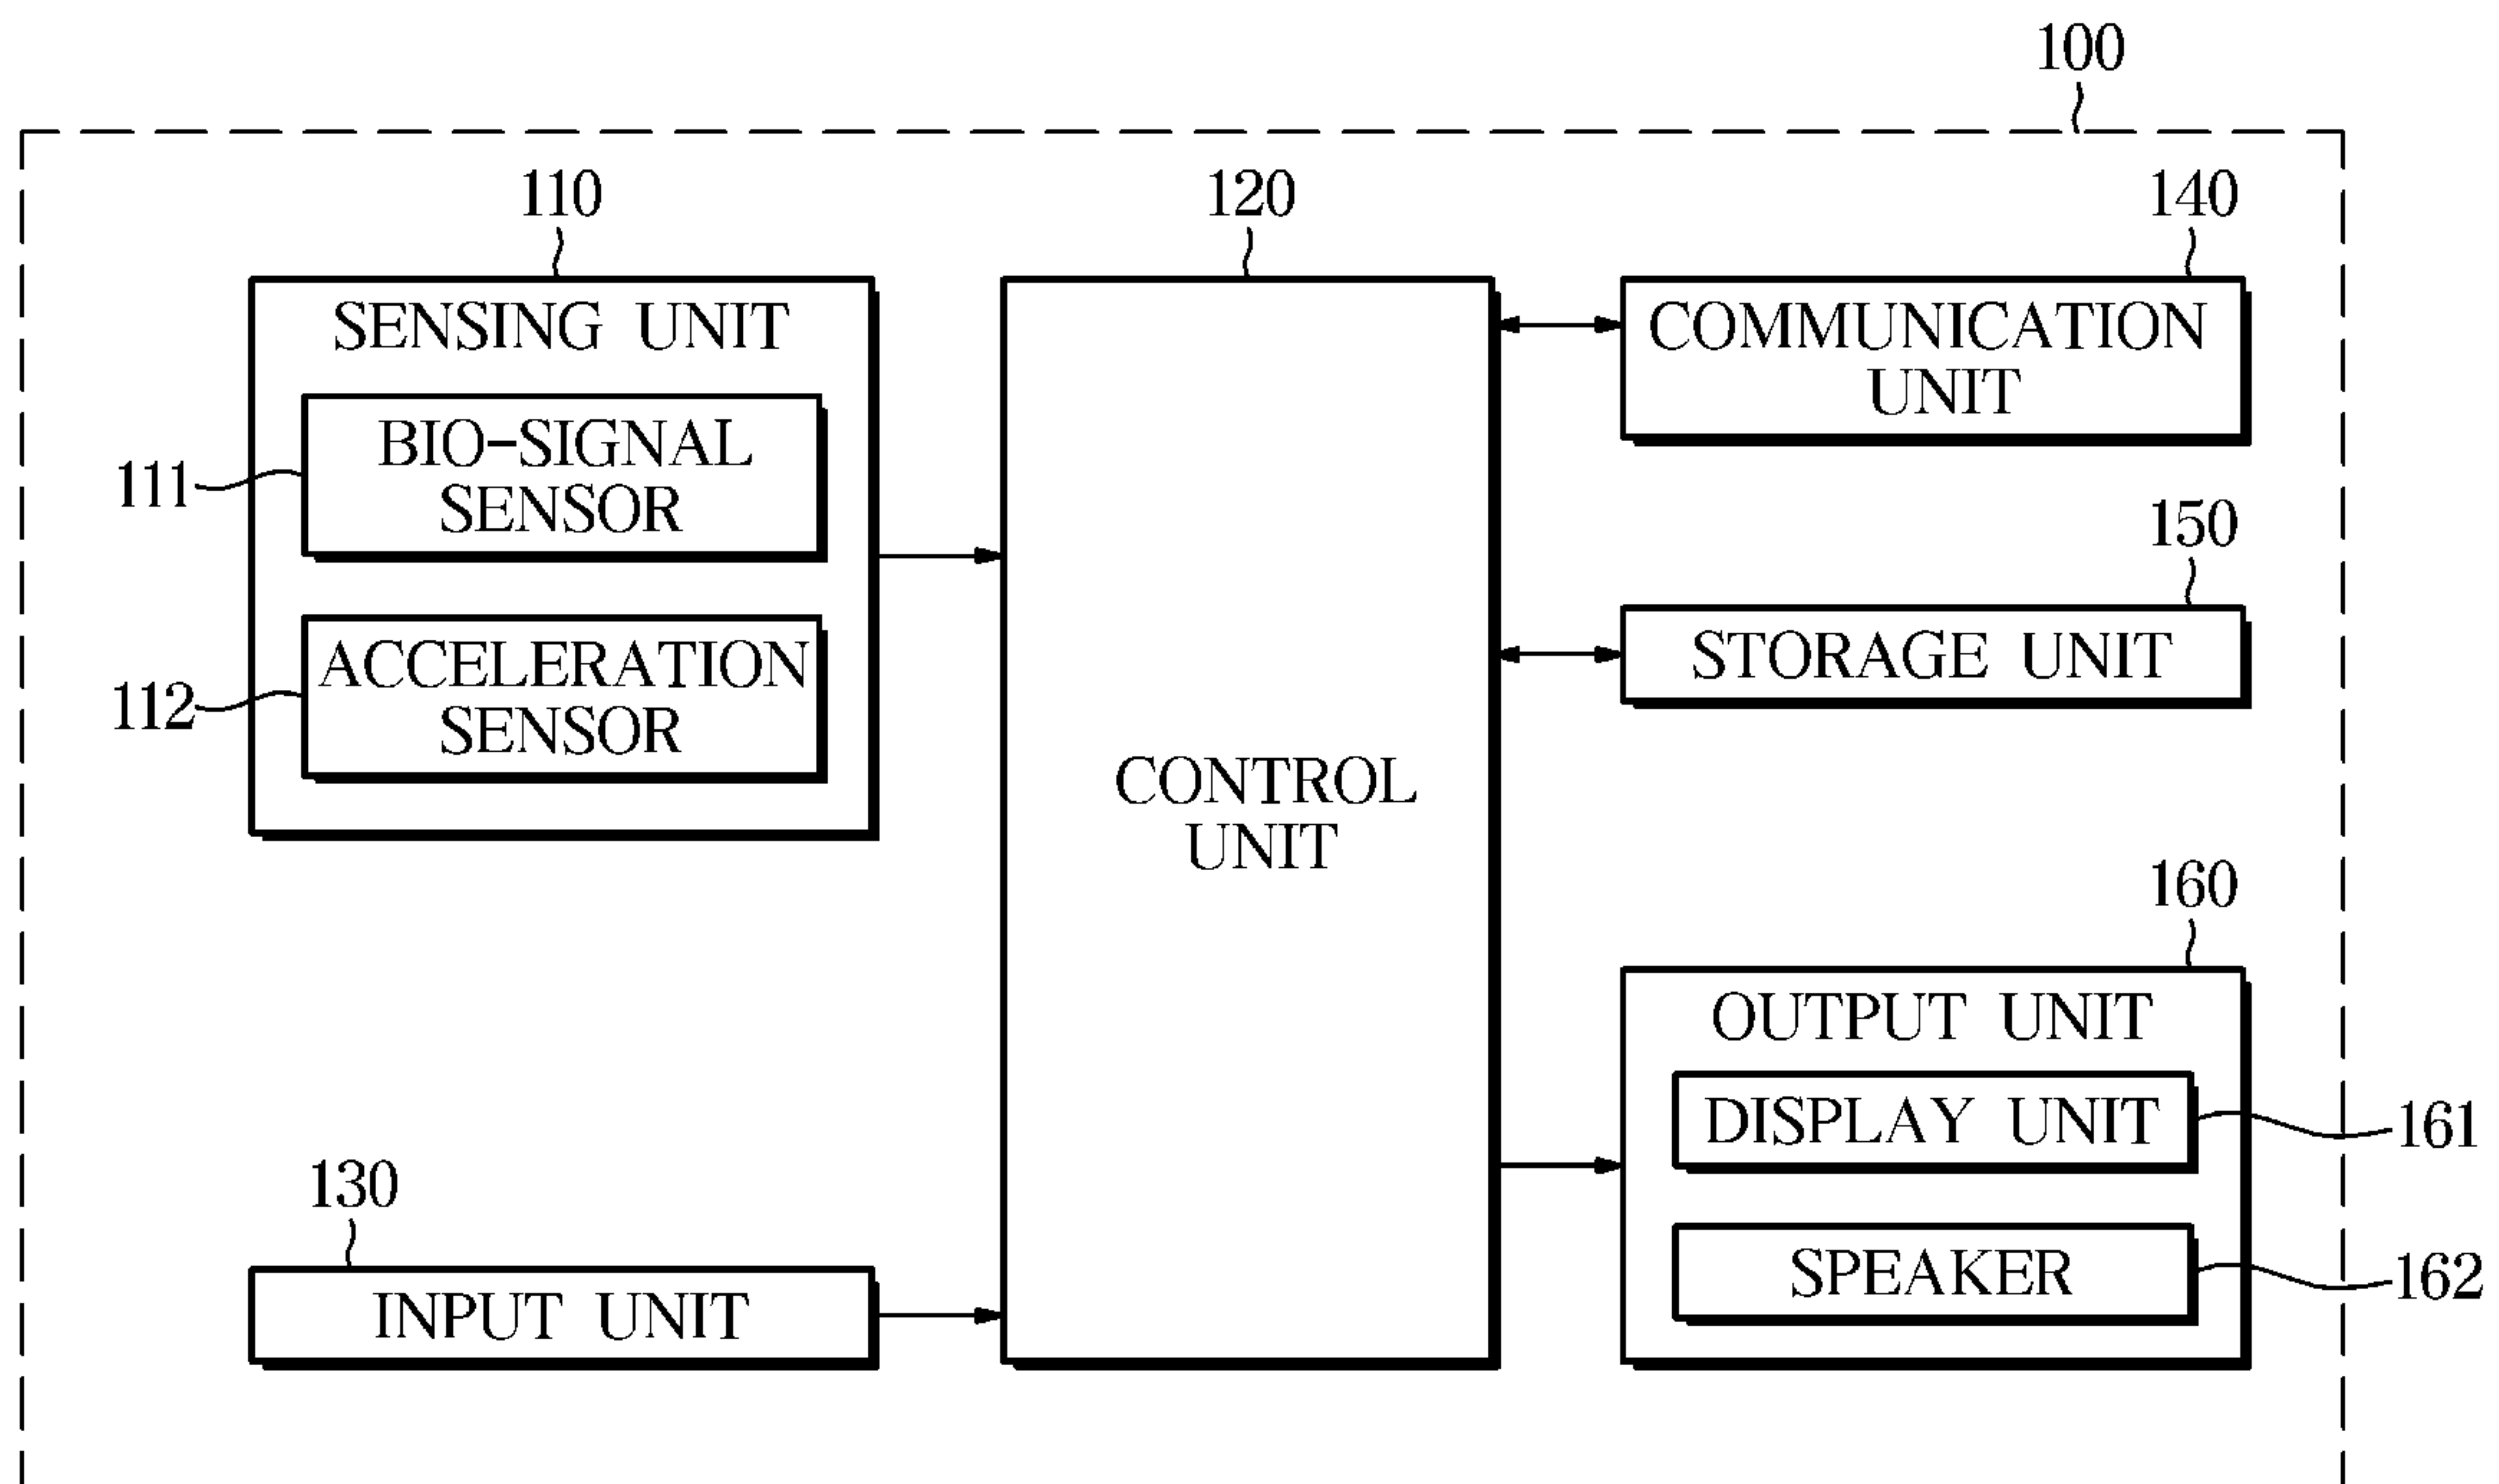 100
110
120
140
SENSING UNIT
COMMUNICATION
UNIT
BIO-SIGNAL
SENSOR
111
150
STORAGE UNIT
ACCELERATION
SENSOR
112
CONTROL
UNIT
160
OUTPUT UNIT
DISPLAY UNIT
161
130
INPUT UNIT
SPEAKER
162